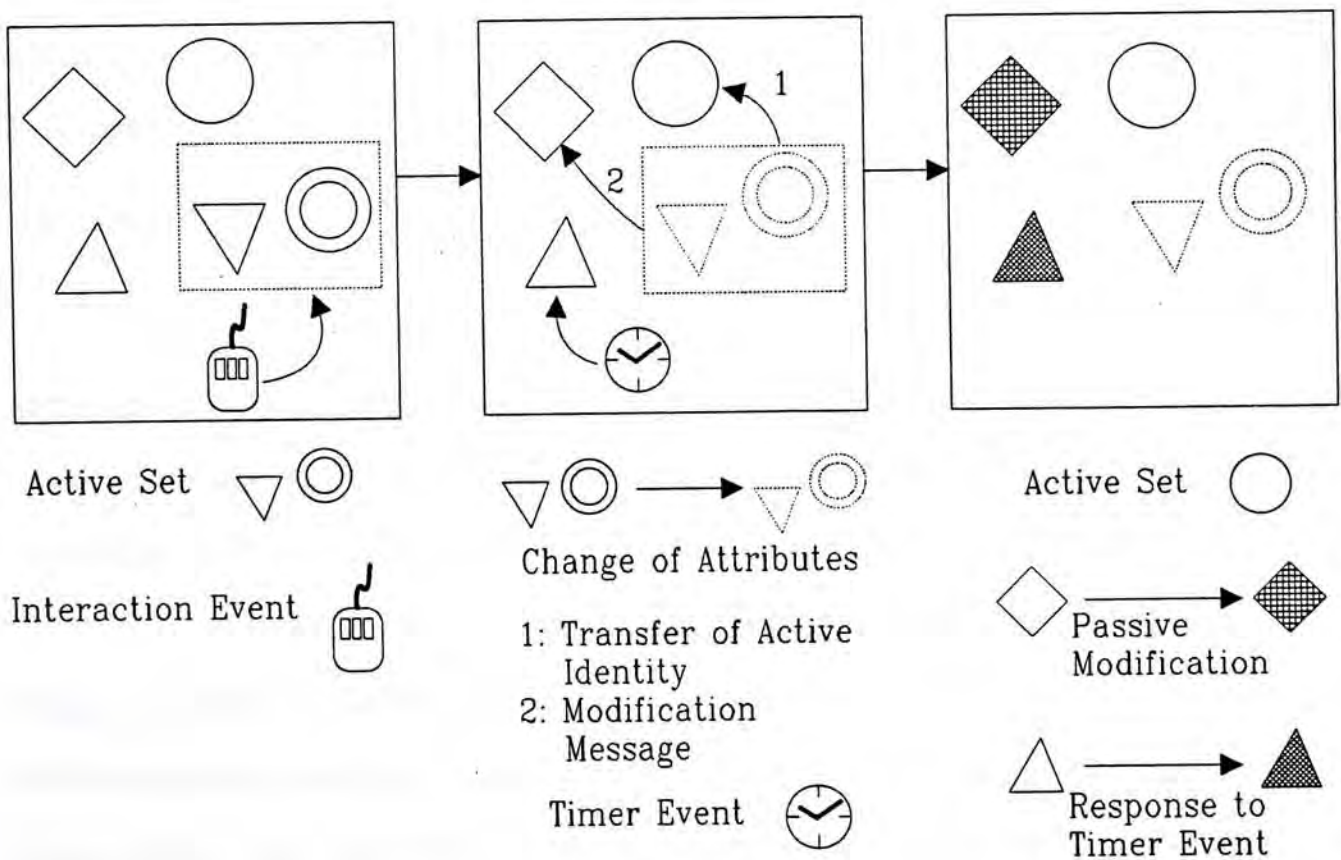 1
2
Active Set
Interaction Event
Change of Attributes
1: Transfer of Active
Identity
2: Modification
Message
Timer Event
Active Set
Passive
Modification
Response to
Timer Event